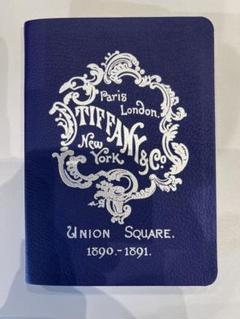 Paris
London,
TIFFANY & Co.
New
York.
UNION SQUARE.
1890.-1891.